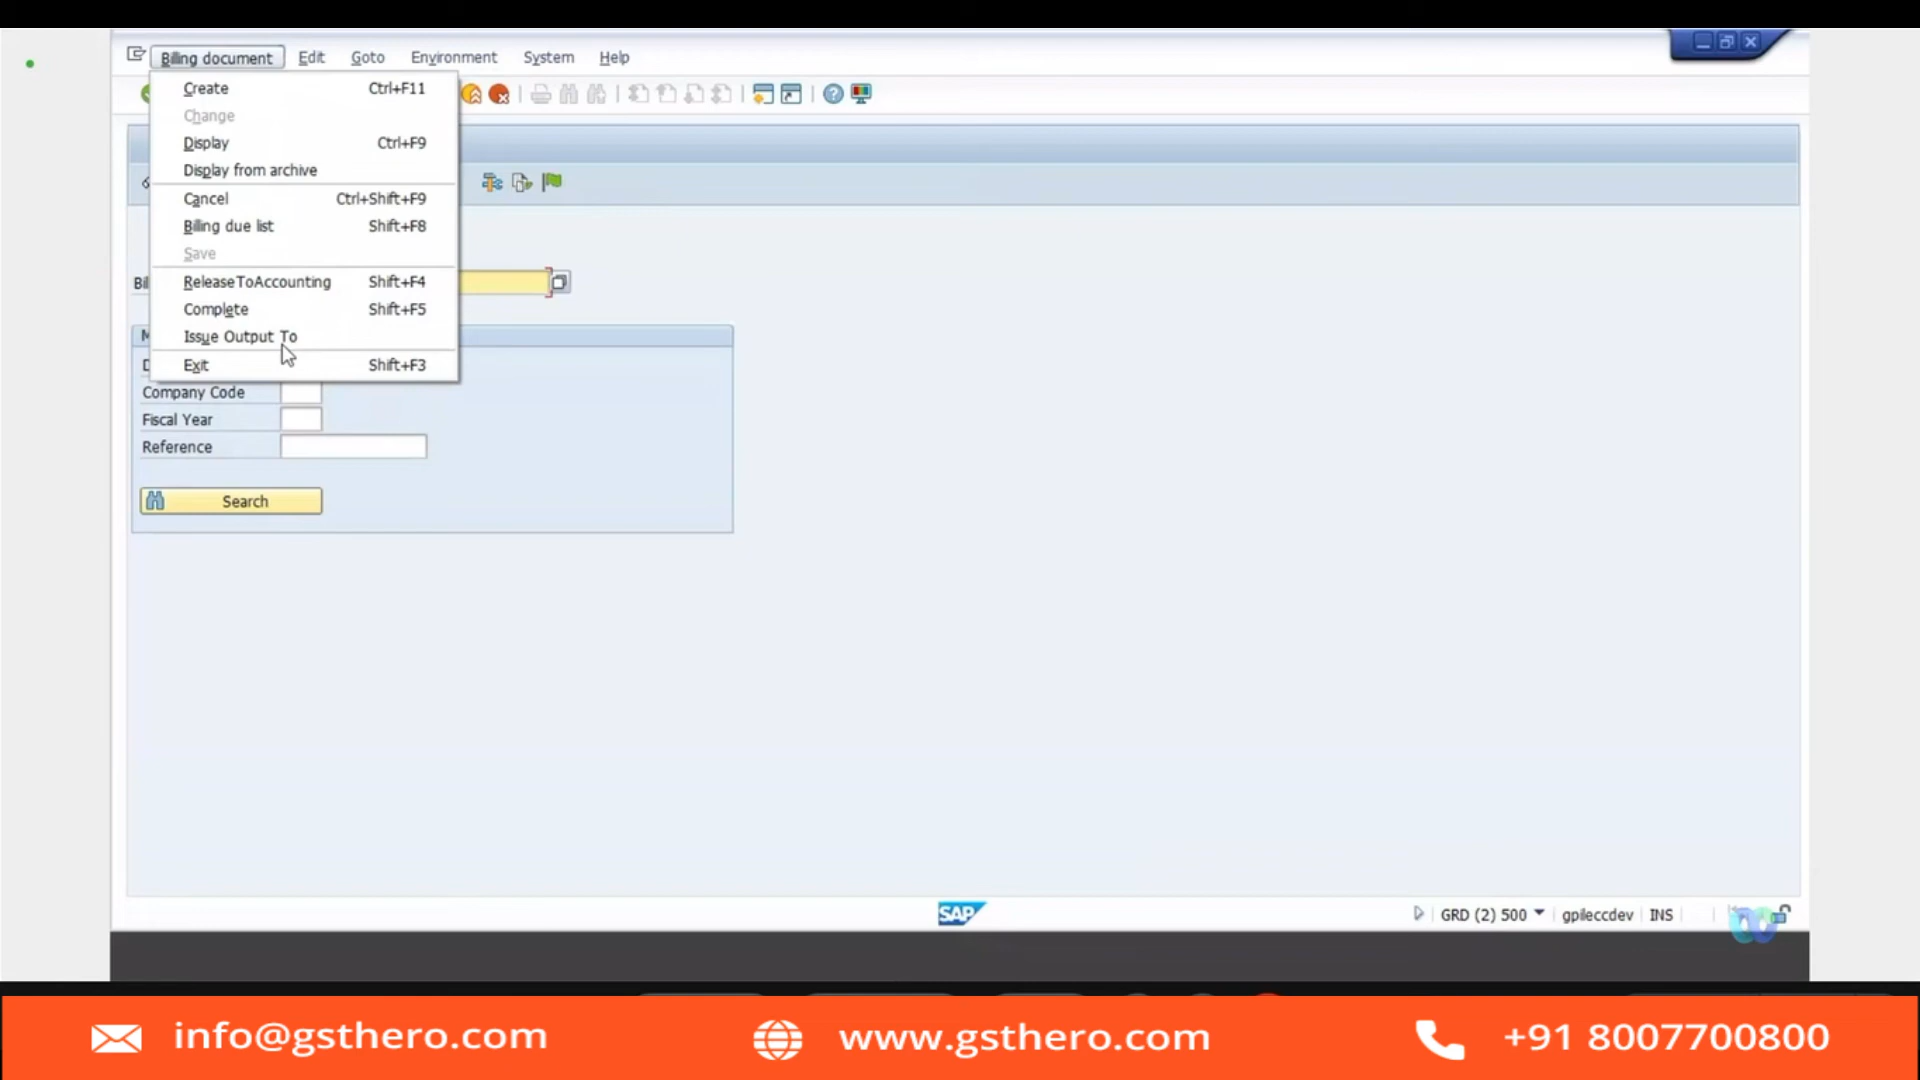 Billing document Edit Goto Environment System Help
Create Ctrl+F11
Change
Display Ctrl+F9
Display from archive
Cancel Ctrl+Shift+F9
Billing due list Shift+F8
Save
Bil
ReleaseToAccounting Shift+F4
Complete Shift+F5
Issue Output To
Exit Shift+F3
Company Code
Fiscal Year
Reference
Search
SAP
GRD (2) 500 gpileccdev INS
info@gsthero.com www.gsthero.com +91 8007700800